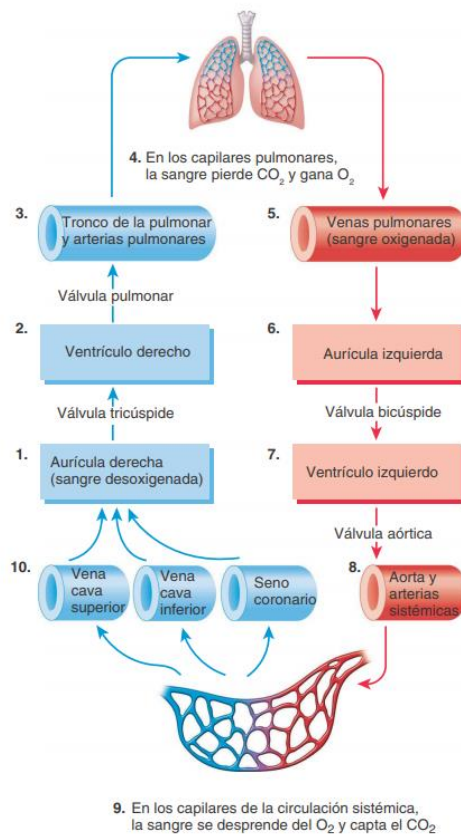 4. En los capilares pulmonares,
la sangre pierde CO₂ y gana O₂
3. Tronco de la pulmonar
y arterias pulmonares
5. Venas pulmonares
(sangre oxigenada)
Válvula pulmonar
2. Ventrículo derecho
6. Aurícula izquierda
Válvula tricúspide
Válvula bicúspide
1. Aurícula derecha
(sangre desoxigenada)
7. Ventrículo izquierdo
Válvula aórtica
10. Vena
cava
superior
Vena
cava
inferior
Seno
coronario
8. Aorta y
arterias
sistémicas
9. En los capilares de la circulación sistémica,
la sangre se desprende del O₂ y capta el CO₂